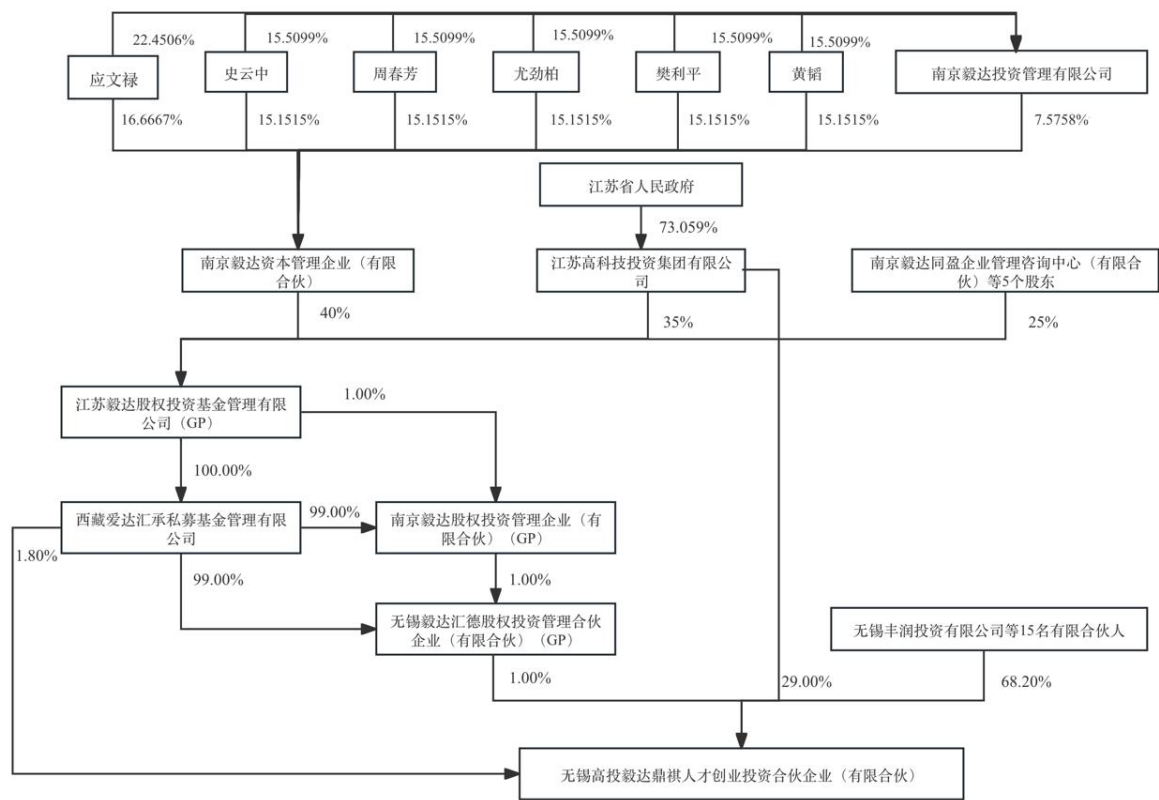 22.4506%
15.5099%
15.5099%
15.5099%
15.5099%
15.5099%
应文禄
史云中
周春芳
尤劲柏
樊利平
黄韬
南京毅达投资管理有限公司
16.6667%
15.1515%
15.1515%
15.1515%
15.1515%
15.1515%
7.5758%
江苏省人民政府
73.059%
南京毅达资本管理企业（有限
合伙）
江苏高科技投资集团有限公
司
南京毅达同盈企业管理咨询中心（有限合
伙）等5个股东
40%
35%
25%
江苏毅达股权投资基金管理有限
公司（GP）
1.00%
100.00%
西藏爱达汇承私募基金管理有限
公司
99.00%
南京毅达股权投资管理企业（有
限合伙）（GP）
1.80%
99.00%
1.00%
无锡毅达汇德股权投资管理合伙
企业（有限合伙）（GP）
无锡丰润投资有限公司等15名有限合伙人
1.00%
29.00%
68.20%
无锡高投毅达鼎祺人才创业投资合伙企业（有限合伙）